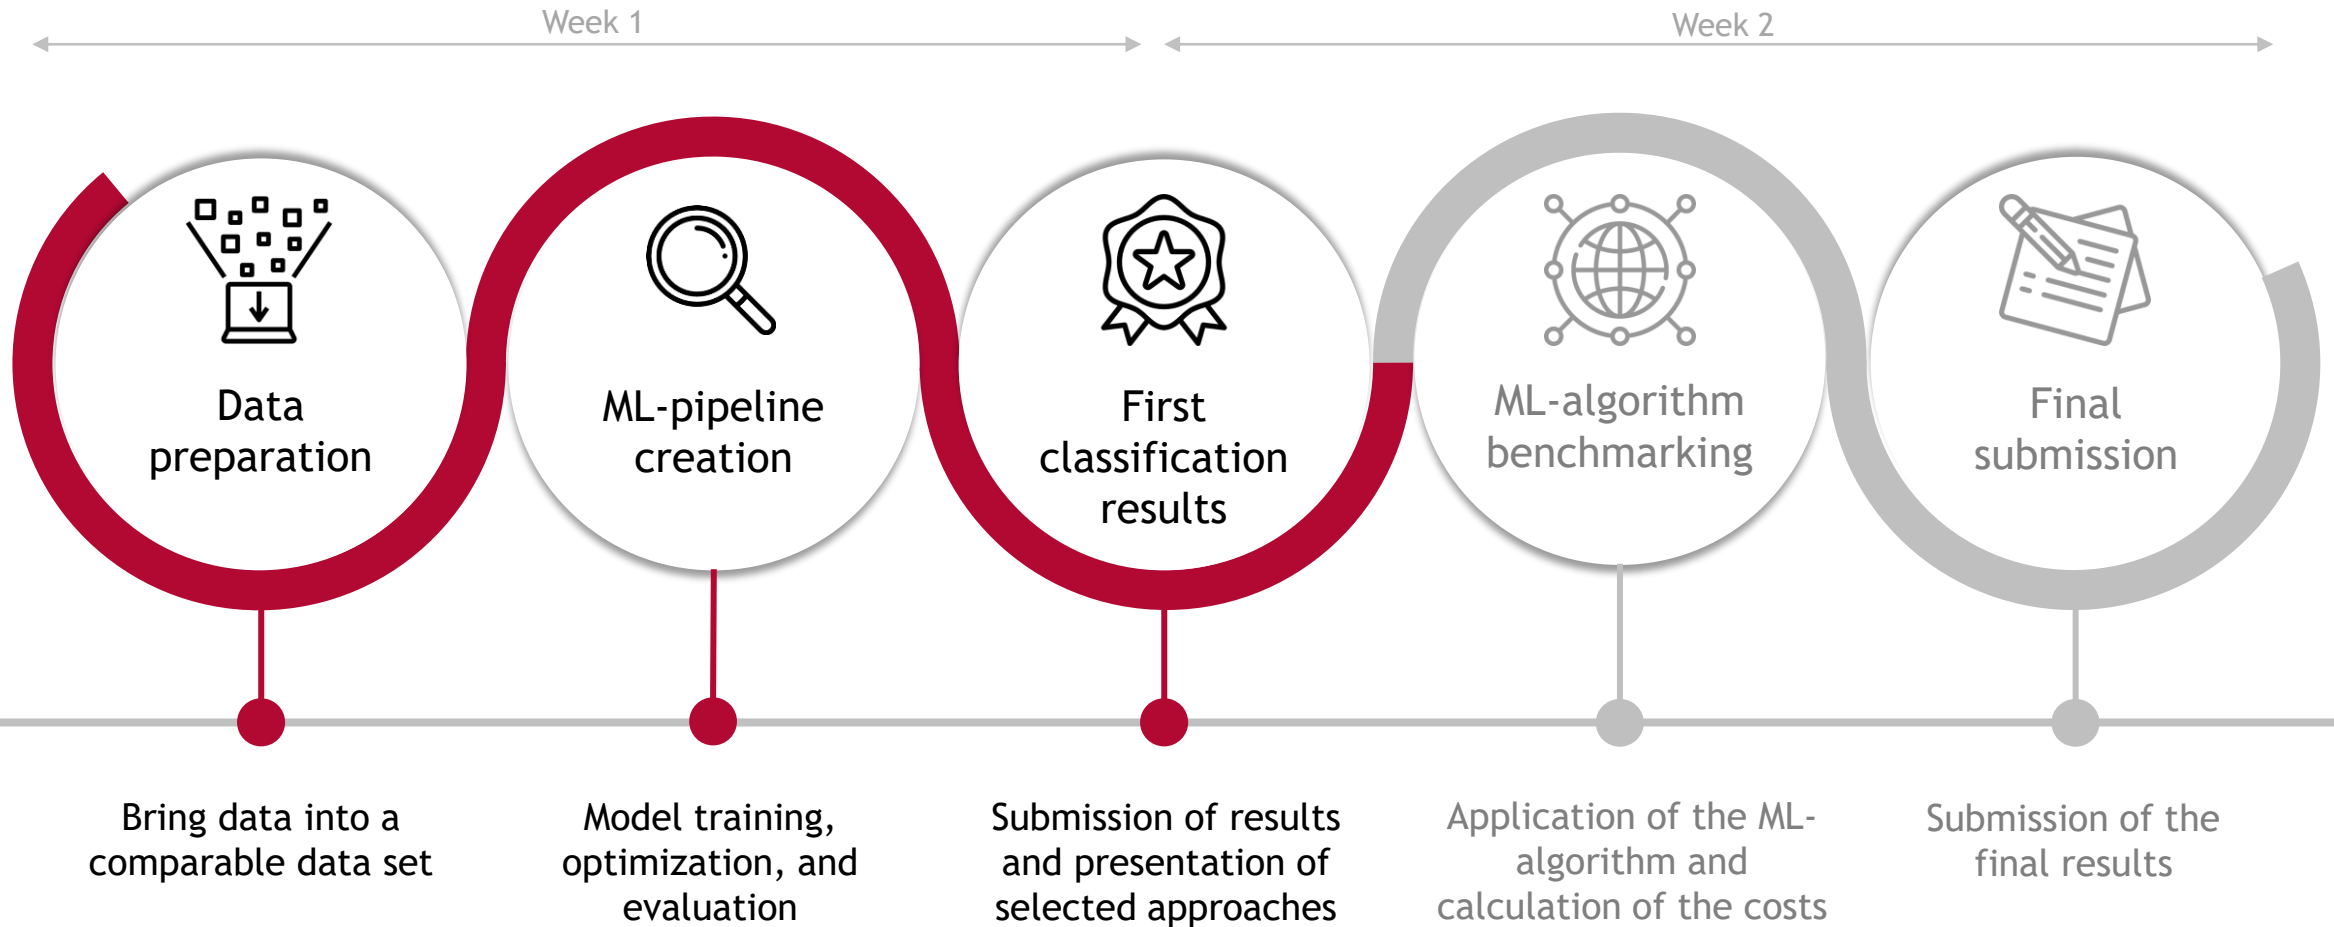 Week 1
Week 2
Data
preparation
ML-pipeline
creation
First
classification
results
ML-algorithm
benchmarking
Final
submission
Bring data into a
comparable data set
Model training,
optimization, and
evaluation
Submission of results
and presentation of
selected approaches
Application of the ML-
algorithm and
calculation of the costs
Submission of the
final results